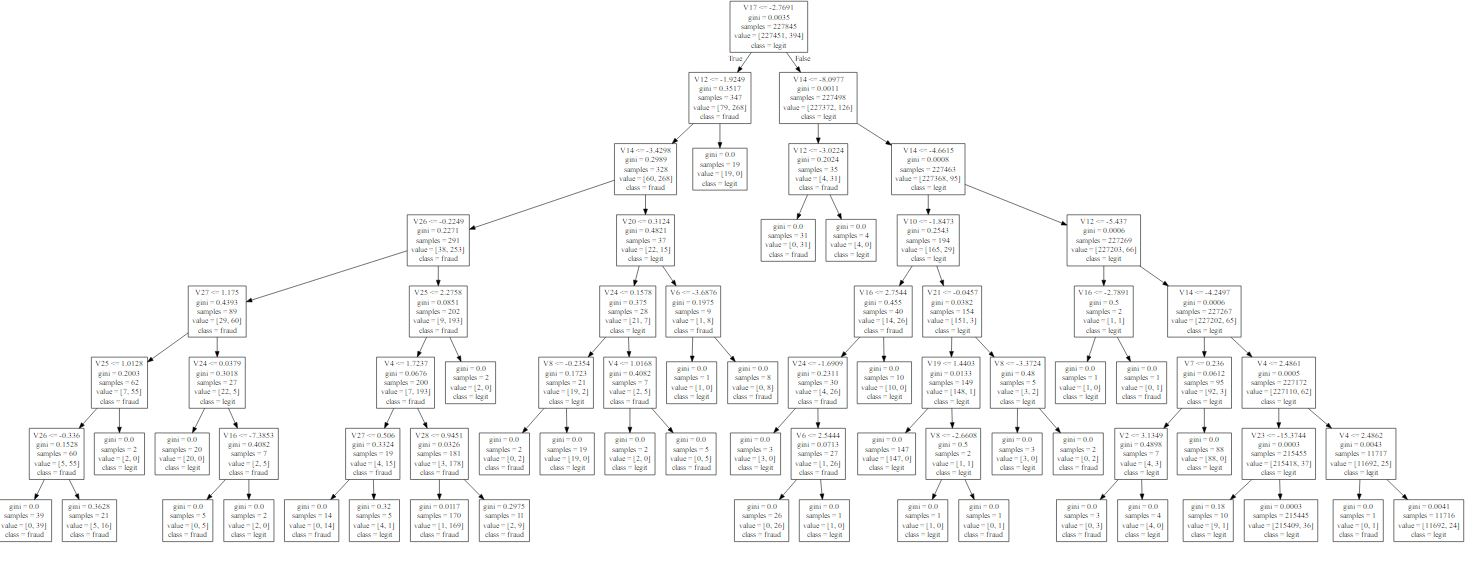 V17 <= -2.7691
gini = 0.0035
samples = 227845
value = [227451, 394]
class = legit
True
False
V12 <= -1.9249
gini = 0.3517
samples = 347
value = [79, 268]
class = fraud
V14 <= -8.0977
gini = 0.0011
samples = 227498
value = [227372, 126]
class = legit
V14 <= -3.4298
gini = 0.2989
samples = 328
value = [60, 268]
class = fraud
gini = 0.0
samples = 19
value = [19, 0]
class = legit
V12 <= -3.0224
gini = 0.2024
samples = 35
value = [4, 31]
class = fraud
V14 <= -4.6615
gini = 0.0008
samples = 227463
value = [227368, 95]
class = legit
V26 <= -0.2249
gini = 0.2271
samples = 291
value = [38, 253]
class = fraud
V20 <= 0.3124
gini = 0.4821
samples = 37
value = [22, 15]
class = legit
gini = 0.0
samples = 31
value = [0, 31]
class = fraud
gini = 0.0
samples = 4
value = [4, 0]
class = legit
V10 <= -1.8473
gini = 0.2543
samples = 194
value = [165, 29]
class = legit
V12 <= -5.437
gini = 0.0006
samples = 227269
value = [227203, 66]
class = legit
V27 <= 1.175
gini = 0.4393
samples = 89
value = [29, 60]
class = fraud
V25 <= 2.2758
gini = 0.0851
samples = 202
value = [9, 193]
class = fraud
V24 <= 0.1578
gini = 0.375
samples = 28
value = [21, 7]
class = legit
V6 <= -3.6876
gini = 0.1975
samples = 9
value = [1, 8]
class = fraud
V16 <= 2.7544
gini = 0.455
samples = 40
value = [14, 26]
class = fraud
V21 <= -0.0457
gini = 0.0382
samples = 154
value = [151, 3]
class = legit
V16 <= -2.7891
gini = 0.5
samples = 2
value = [1, 1]
class = legit
V14 <= -4.2497
gini = 0.0006
samples = 227267
value = [227202, 65]
class = legit
V25 <= 1.0128
gini = 0.2003
samples = 62
value = [7, 55]
class = fraud
V24 <= 0.0379
gini = 0.3018
samples = 27
value = [22, 5]
class = legit
V4 <= 1.7237
gini = 0.0676
samples = 200
value = [7, 193]
class = fraud
gini = 0.0
samples = 2
value = [2, 0]
class = legit
V8 <= -0.2354
gini = 0.1723
samples = 21
value = [19, 2]
class = legit
V4 <= 1.0168
gini = 0.4082
samples = 7
value = [2, 5]
class = fraud
gini = 0.0
samples = 1
value = [1, 0]
class = legit
gini = 0.0
samples = 8
value = [0, 8]
class = fraud
V24 <= -1.6909
gini = 0.2311
samples = 30
value = [4, 26]
class = fraud
gini = 0.0
samples = 10
value = [10, 0]
class = legit
V19 <= 1.4403
gini = 0.0133
samples = 149
value = [148, 1]
class = legit
V8 <= -3.3724
gini = 0.48
samples = 5
value = [3, 2]
class = legit
gini = 0.0
samples = 1
value = [1, 0]
class = legit
gini = 0.0
samples = 1
value = [0, 1]
class = fraud
V7 <= 0.236
gini = 0.0612
samples = 95
value = [92, 3]
class = legit
V4 <= 2.4861
gini = 0.0005
samples = 227172
value = [227110, 62]
class = legit
V26 <= -0.336
gini = 0.1528
samples = 60
value = [5, 55]
class = fraud
gini = 0.0
samples = 2
value = [2, 0]
class = legit
gini = 0.0
samples = 20
value = [20, 0]
class = legit
V16 <= -7.3853
gini = 0.4082
samples = 7
value = [2, 5]
class = fraud
V27 <= 0.506
gini = 0.3324
samples = 19
value = [4, 15]
class = fraud
V28 <= 0.9451
gini = 0.0326
samples = 181
value = [3, 178]
class = fraud
gini = 0.0
samples = 2
value = [0, 2]
class = fraud
gini = 0.0
samples = 19
value = [19, 0]
class = legit
gini = 0.0
samples = 2
value = [2, 0]
class = legit
gini = 0.0
samples = 5
value = [0, 5]
class = fraud
gini = 0.0
samples = 3
value = [3, 0]
class = legit
V6 <= 2.5444
gini = 0.0713
samples = 27
value = [1, 26]
class = fraud
gini = 0.0
samples = 147
value = [147, 0]
class = legit
V8 <= -2.6608
gini = 0.5
samples = 2
value = [1, 1]
class = legit
gini = 0.0
samples = 3
value = [3, 0]
class = legit
gini = 0.0
samples = 2
value = [0, 2]
class = fraud
V2 <= 3.1349
gini = 0.4898
samples = 7
value = [4, 3]
class = legit
gini = 0.0
samples = 88
value = [88, 0]
class = legit
V23 <= -15.3744
gini = 0.0003
samples = 215455
value = [215418, 37]
class = legit
V4 <= 2.4862
gini = 0.0043
samples = 11717
value = [11692, 25]
class = legit
gini = 0.0
samples = 39
value = [0, 39]
class = fraud
gini = 0.3628
samples = 21
value = [5, 16]
class = fraud
gini = 0.0
samples = 5
value = [0, 5]
class = fraud
gini = 0.0
samples = 2
value = [2, 0]
class = legit
gini = 0.0
samples = 14
value = [0, 14]
class = fraud
gini = 0.32
samples = 5
value = [4, 1]
class = legit
gini = 0.0117
samples = 170
value = [1, 169]
class = fraud
gini = 0.2975
samples = 11
value = [2, 9]
class = fraud
gini = 0.0
samples = 26
value = [0, 26]
class = fraud
gini = 0.0
samples = 1
value = [1, 0]
class = legit
gini = 0.0
samples = 1
value = [1, 0]
class = legit
gini = 0.0
samples = 1
value = [0, 1]
class = fraud
gini = 0.0
samples = 3
value = [0, 3]
class = fraud
gini = 0.0
samples = 4
value = [4, 0]
class = legit
gini = 0.18
samples = 10
value = [9, 1]
class = legit
gini = 0.0003
samples = 215445
value = [215409, 36]
class = legit
gini = 0.0
samples = 1
value = [0, 1]
class = fraud
gini = 0.0041
samples = 11716
value = [11692, 24]
class = legit